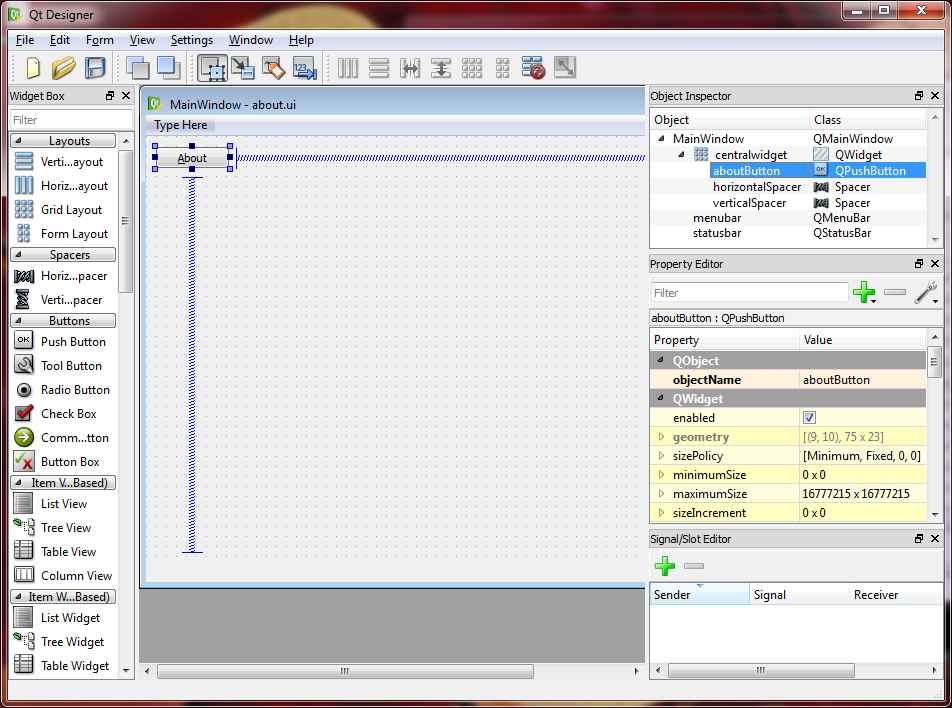 Qt Designer
File Edit Form View Settings Window Help
123
Widget Box
Filter
Layouts
Verti...ayout
Horiz...ayout
Grid Layout
Form Layout
Spacers
Horiz...pacer
Verti...pacer
Buttons
OK Push Button
Tool Button
Radio Button
Check Box
Comm...tton
Button Box
Item V...Based)
List View
Tree View
Table View
Column View
Item W...Based)
List Widget
Tree Widget
Table Widget
MainWindow - about.ui
Type Here
About
Object Inspector
Object Class
MainWindow QMainWindow
centralwidget QWidget
aboutButton OK QPushButton
horizontalSpacer Spacer
verticalSpacer Spacer
menubar QMenuBar
statusbar QStatusBar
Property Editor
Filter
aboutButton : QPushButton
Property Value
QObject
objectName aboutButton
QWidget
enabled
geometry [(9, 10), 75 x 23]
sizePolicy [Minimum, Fixed, 0, 0]
minimumSize 0 x 0
maximumSize 16777215 x 16777215
sizeIncrement 0 x 0
Signal/Slot Editor
Sender Signal Receiver